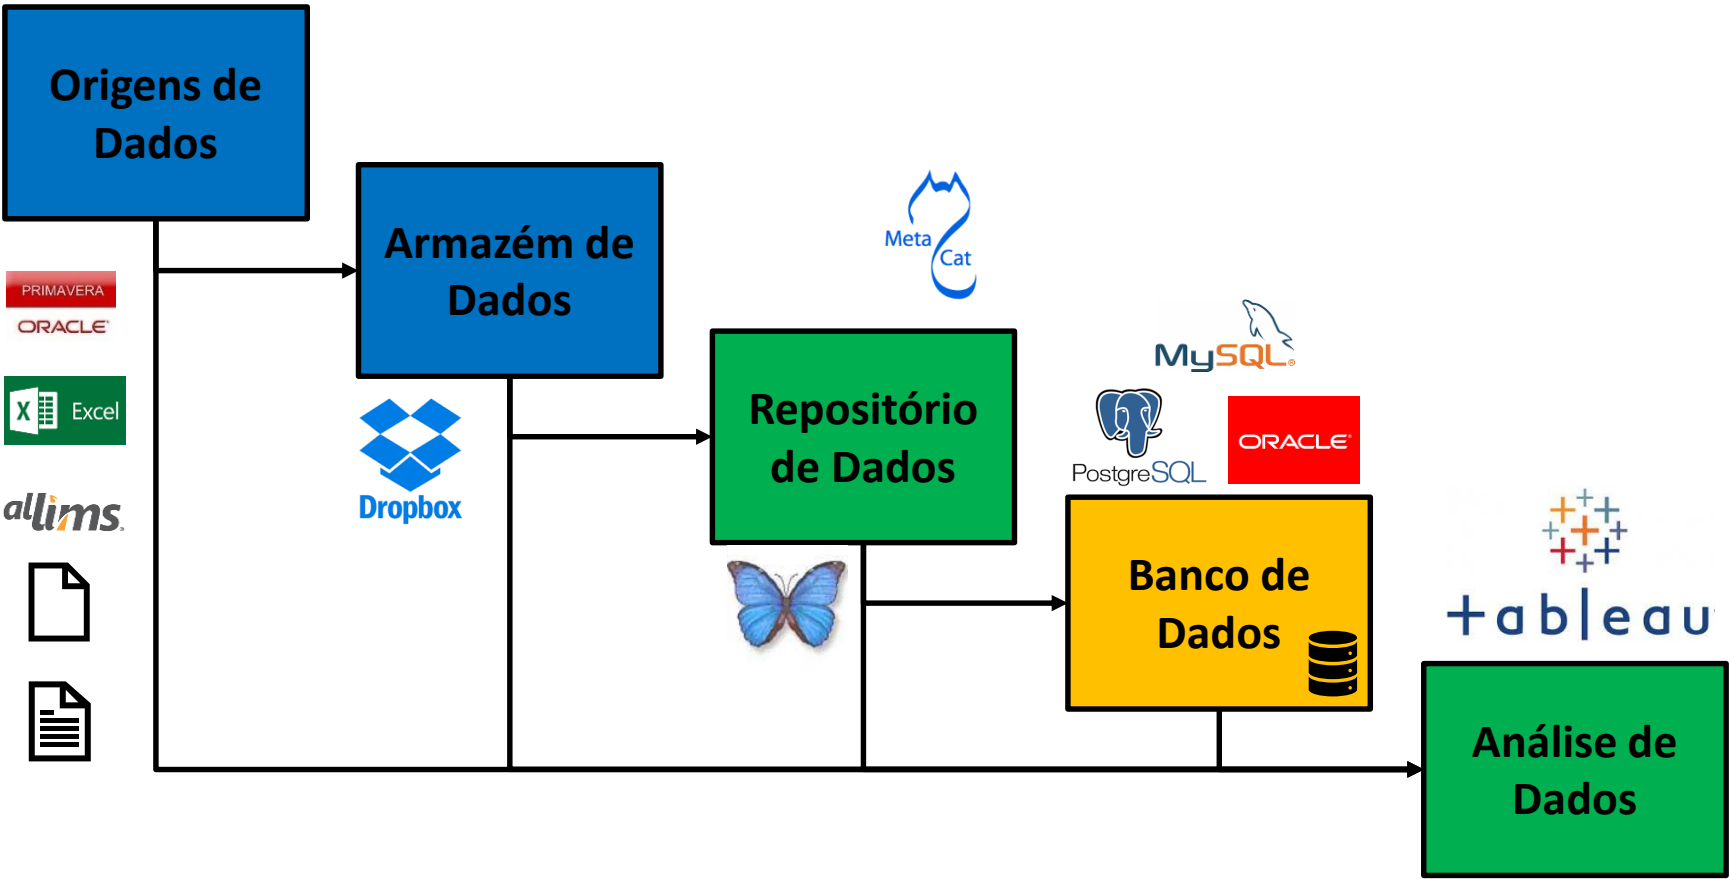 Origens de
Dados
Armazém de
Dados
Meta
Cat
PRIMAVERA
ORACLE
MySQL®
Excel
Repositório
de Dados
PostgreSQL
ORACLE
allims
Dropbox
Banco de
Dados
+ableau
Análise de
Dados